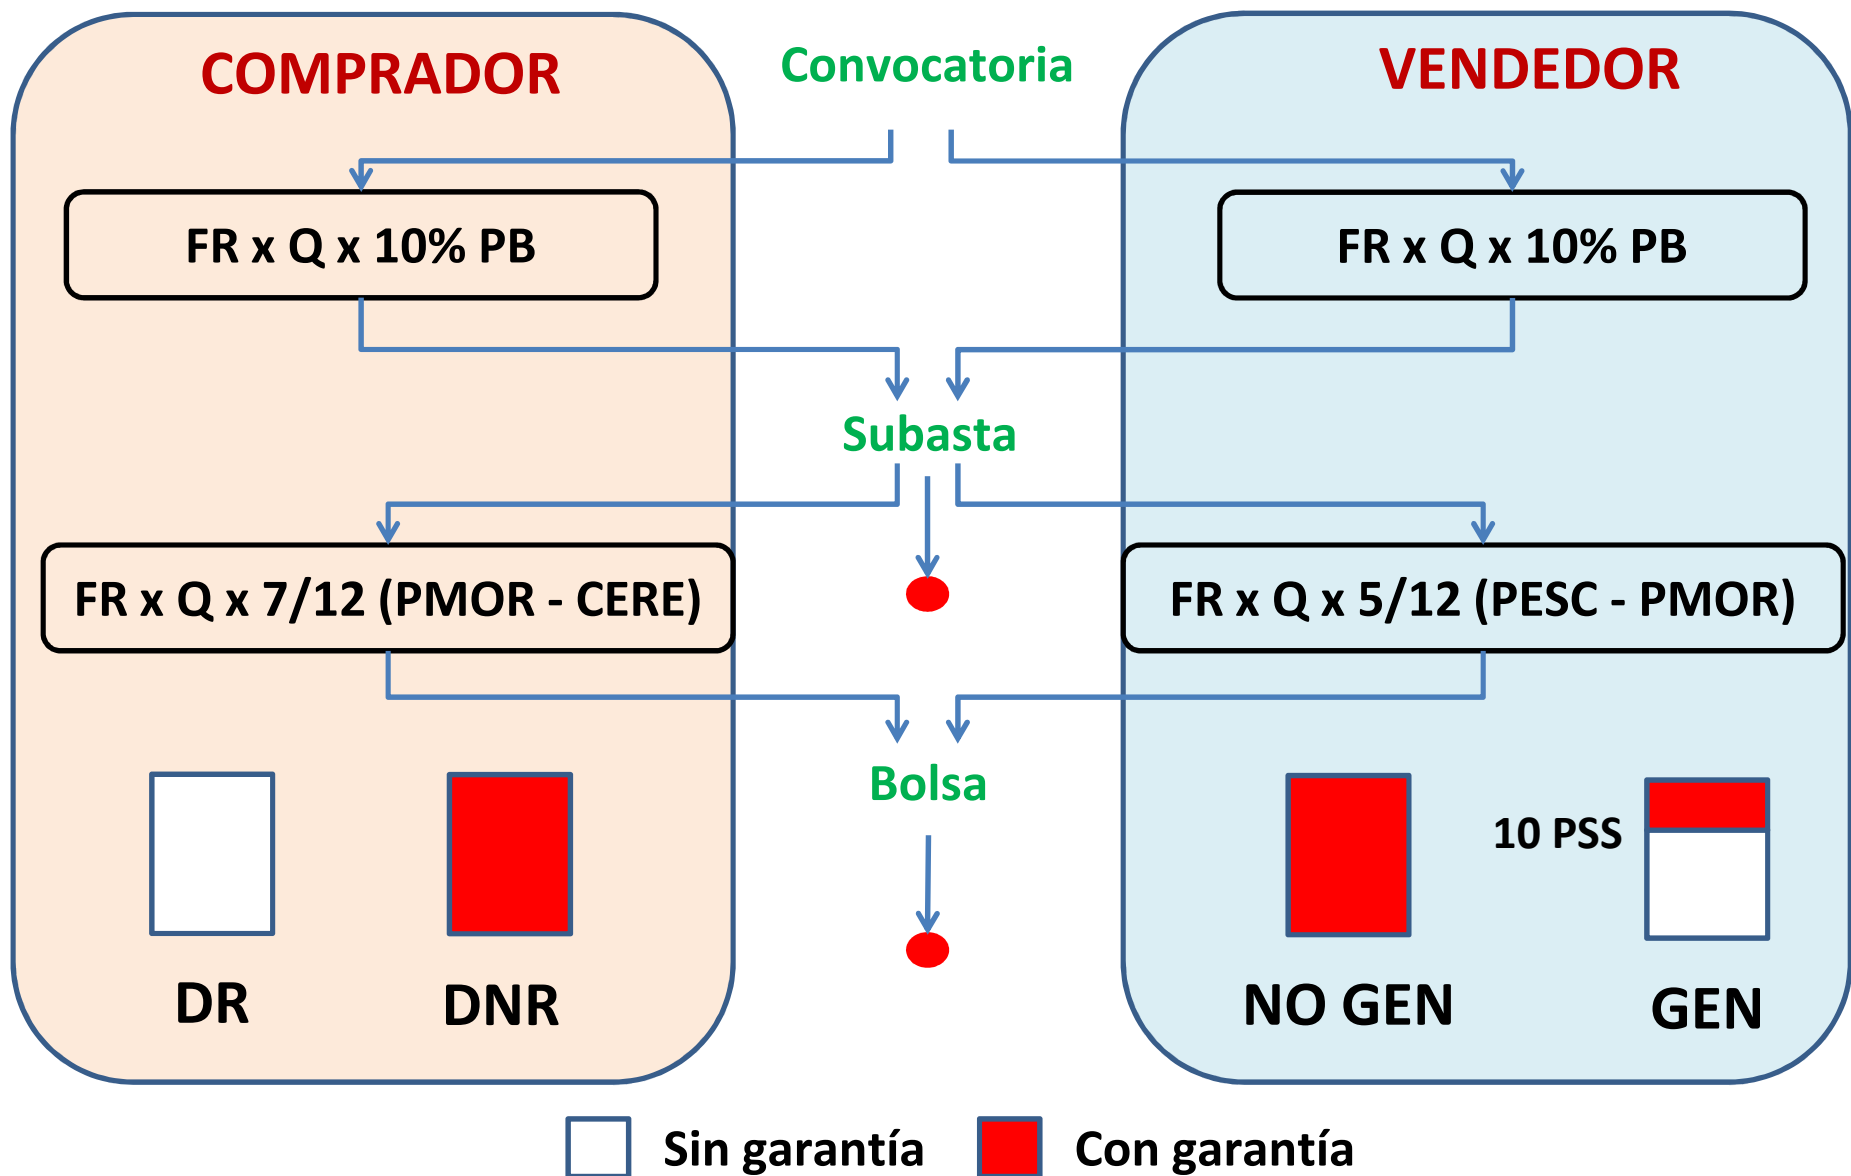 COMPRADOR
Convocatoria
VENDEDOR
FR x Q x 10% PB
FR x Q x 10% PB
Subasta
FR x Q x 7/12 (PMOR - CERE)
FR x Q x 5/12 (PESC - PMOR)
Bolsa
10 PSS
DR
DNR
NO GEN
GEN
Sin garantía
Con garantía